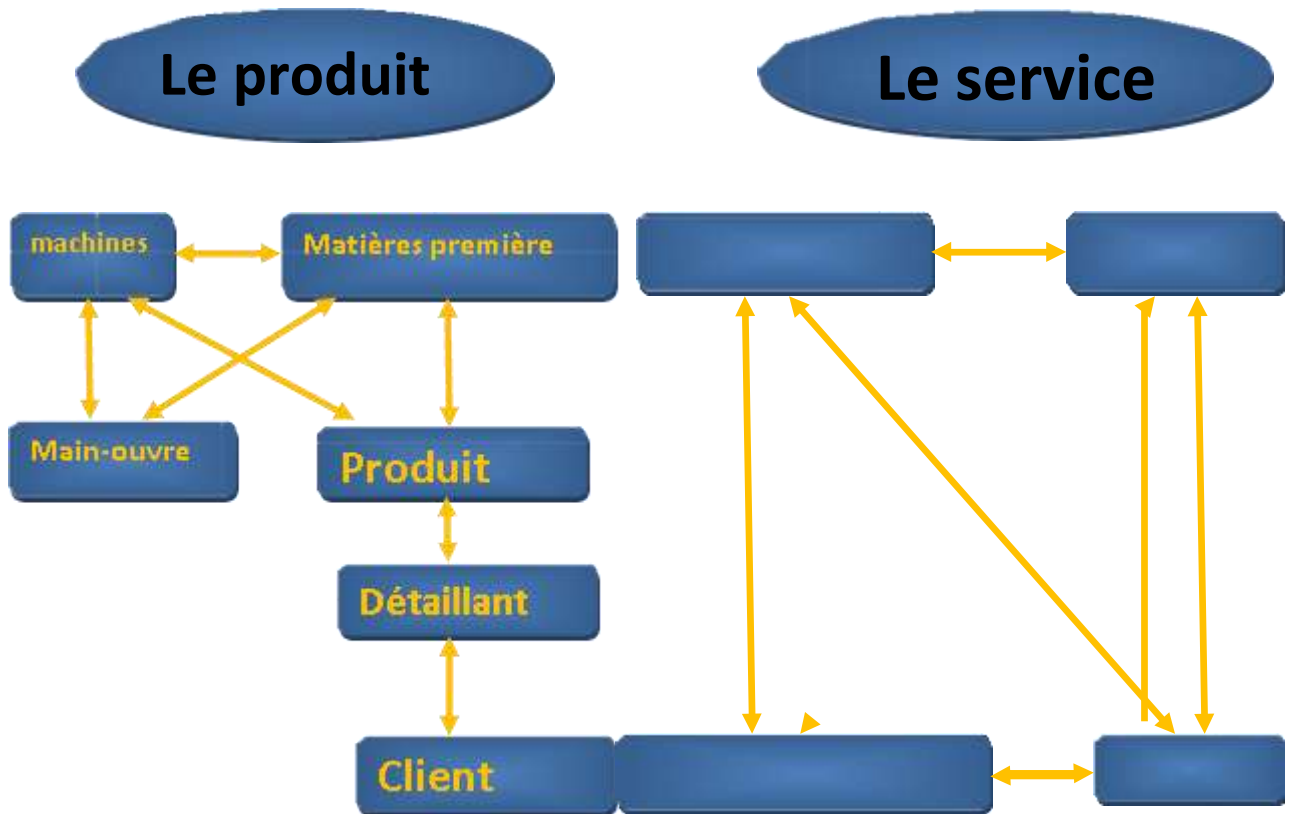 Le produit
Le service
machines
Matières première
Main-ouvre
Produit
Détaillant
Client